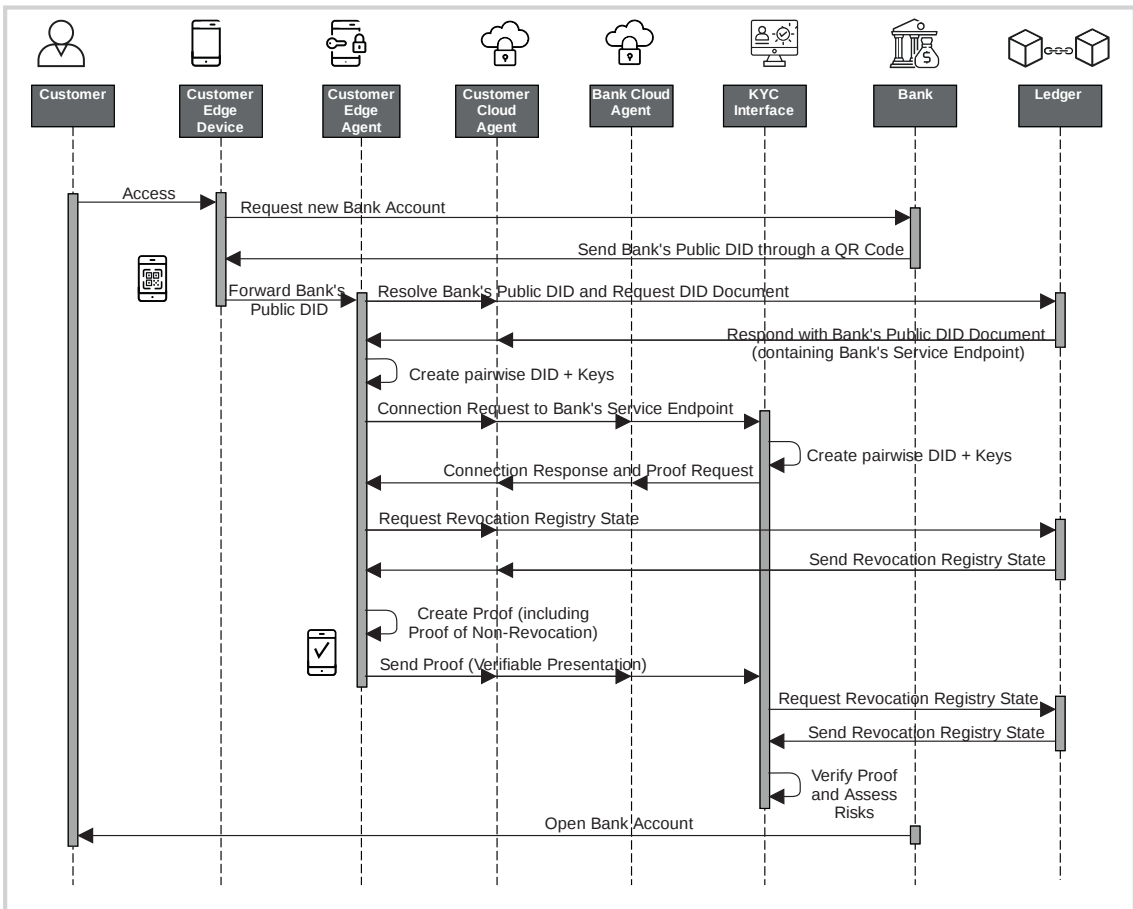 Customer
Customer
Edge
Device
Customer
Edge
Agent
Customer
Cloud
Agent
Bank Cloud
Agent
KYC
Interface
Bank
Ledger
Access
Request new Bank Account
Send Bank's Public DID through a QR Code
Forward Bank's
Public DID
Resolve Bank's Public DID and Request DID Document
Respond with Bank's Public DID Document
(containing Bank's Service Endpoint)
Create pairwise DID + Keys
Connection Request to Bank's Service Endpoint
Create pairwise DID + Keys
Connection Response and Proof Request
Request Revocation Registry State
Send Revocation Registry State
Create Proof (including
Proof of Non-Revocation)
Send Proof (Verifiable Presentation)
Request Revocation Registry State
Send Revocation Registry State
Verify Proof
and Assess
Risks
Open Bank Account